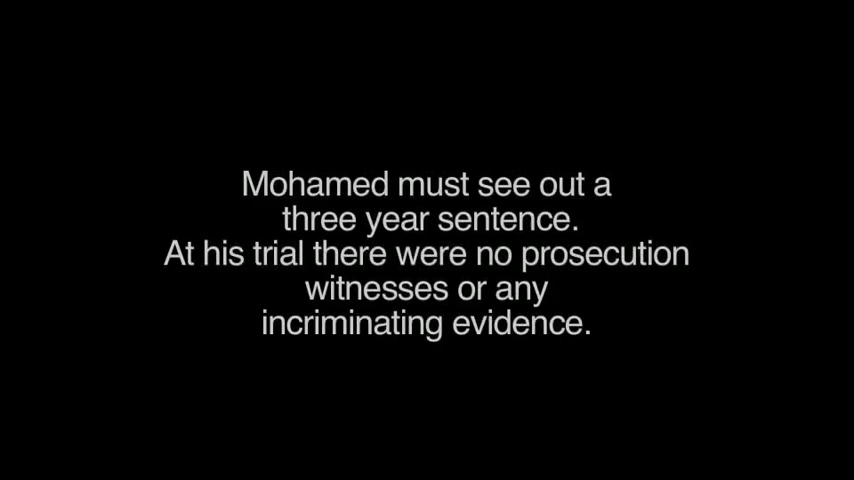 Mohamed must see out a
three year sentence.
At his trial there were no prosecution
witnesses or any
incriminating evidence.